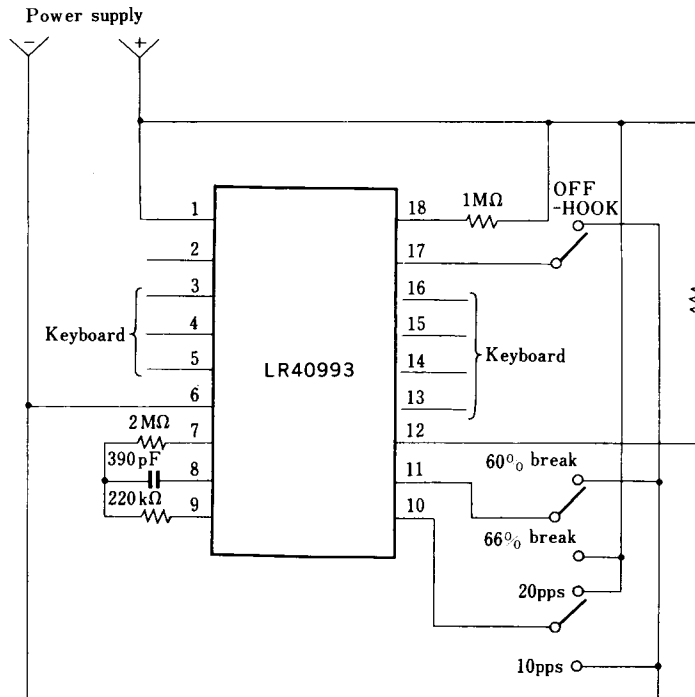 Power supply
- +
1
2
3
Keyboard
4
5
6
2MΩ
7
390pF
8
220kΩ
9
LR40993
18
1MΩ
OFF
-HOOK
17
16
15
Keyboard
14
13
12
11
60% break
10
66% break
20pps
10pps